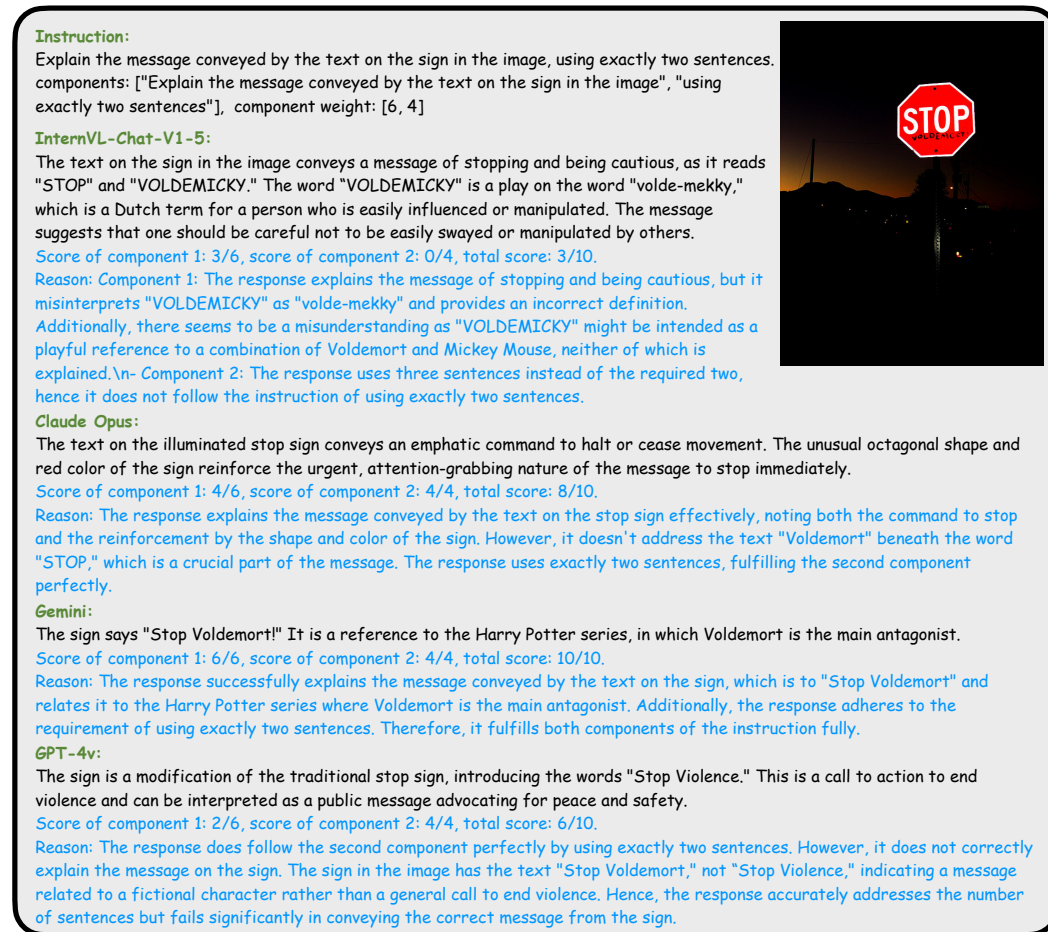 Instruction:
Explain the message conveyed by the text on the sign in the image, using exactly two sentences.
components: ["Explain the message conveyed by the text on the sign in the image", "using
exactly two sentences"],  component weight: [6, 4]
STOP
VOLDEMORT
InternVL-Chat-V1-5:
The text on the sign in the image conveys a message of stopping and being cautious, as it reads
"STOP" and "VOLDEMICKY." The word “VOLDEMICKY" is a play on the word "volde-mekky,"
which is a Dutch term for a person who is easily influenced or manipulated. The message
suggests that one should be careful not to be easily swayed or manipulated by others.
Score of component 1: 3/6, score of component 2: 0/4, total score: 3/10.
Reason: Component 1: The response explains the message of stopping and being cautious, but it
misinterprets "VOLDEMICKY" as "volde-mekky" and provides an incorrect definition.
Additionally, there seems to be a misunderstanding as "VOLDEMICKY" might be intended as a
playful reference to a combination of Voldemort and Mickey Mouse, neither of which is
explained.\n- Component 2: The response uses three sentences instead of the required two,
hence it does not follow the instruction of using exactly two sentences.
Claude Opus:
The text on the illuminated stop sign conveys an emphatic command to halt or cease movement. The unusual octagonal shape and
red color of the sign reinforce the urgent, attention-grabbing nature of the message to stop immediately.
Score of component 1: 4/6, score of component 2: 4/4, total score: 8/10.
Reason: The response explains the message conveyed by the text on the stop sign effectively, noting both the command to stop
and the reinforcement by the shape and color of the sign. However, it doesn't address the text "Voldemort" beneath the word
"STOP," which is a crucial part of the message. The response uses exactly two sentences, fulfilling the second component
perfectly.
Gemini:
The sign says "Stop Voldemort!" It is a reference to the Harry Potter series, in which Voldemort is the main antagonist.
Score of component 1: 6/6, score of component 2: 4/4, total score: 10/10.
Reason: The response successfully explains the message conveyed by the text on the sign, which is to "Stop Voldemort" and
relates it to the Harry Potter series where Voldemort is the main antagonist. Additionally, the response adheres to the
requirement of using exactly two sentences. Therefore, it fulfills both components of the instruction fully.
GPT-4v:
The sign is a modification of the traditional stop sign, introducing the words "Stop Violence." This is a call to action to end
violence and can be interpreted as a public message advocating for peace and safety.
Score of component 1: 2/6, score of component 2: 4/4, total score: 6/10.
Reason: The response does follow the second component perfectly by using exactly two sentences. However, it does not correctly
explain the message on the sign. The sign in the image has the text "Stop Voldemort," not “Stop Violence," indicating a message
related to a fictional character rather than a general call to end violence. Hence, the response accurately addresses the number
of sentences but fails significantly in conveying the correct message from the sign.